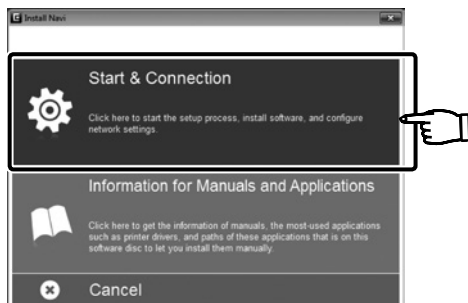 Install Navi
Start & Connection
Click here to start the setup process, install software, and configure
network settings.
Information for Manuals and Applications
Click here to get the information of manuals, the most-used applications
such as printer drivers, and paths of these applications that is on this
software disc to let you install them manually.
Cancel